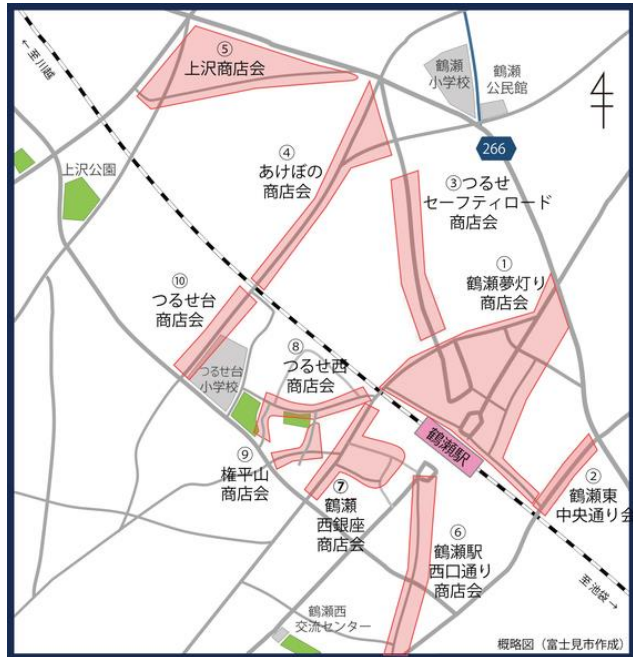 ←至川越
⑤
上沢商店会
鶴瀬
小学校
鶴瀬
公民館
266
上沢公園
④
あけぼの
商店会
③つるせ
セーフティロード
商店会
①
鶴瀬夢灯り
商店会
⑩
つるせ台
商店会
つるせ台
小学校
⑧
つるせ西
商店会
鶴瀬駅
⑨
権平山
商店会
⑦
鶴瀬
西銀座
商店会
②
鶴瀬東
中央通り会
⑥
鶴瀬駅
西口通り
商店会
至池袋→
鶴瀬西
交流センター
概略図(富士見市作成)